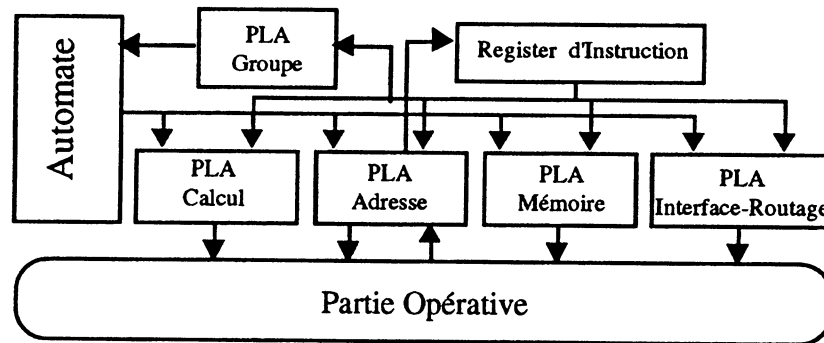 PLA
Groupe
Register d'Instruction
Automate
PLA
Calcul
PLA
Adresse
PLA
Mémoire
PLA
Interface-Routage
Partie Opérative